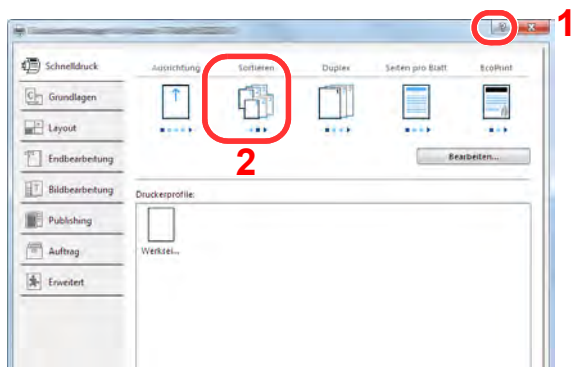 ? X 1
Schnelldruck Ausrichtung Sortieren Duplex Seiten pro Blatt EcoPrint
Grundlagen
Layout
2
Endbearbeitung Bearbeiten...
Bildbearbeitung Druckerprofile:
Publishing
Auftrag Werksei...
Erweitert